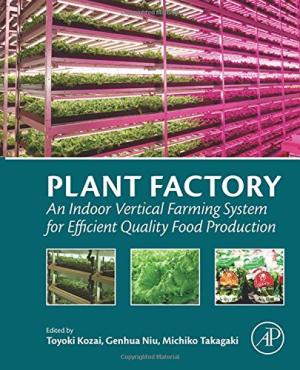 PLANT FACTORY
An Indoor Vertical Farming System
for Efficient Quality Food Production
Edited by
Toyoki Kozai, Genhua Niu, Michiko Takagaki
AP